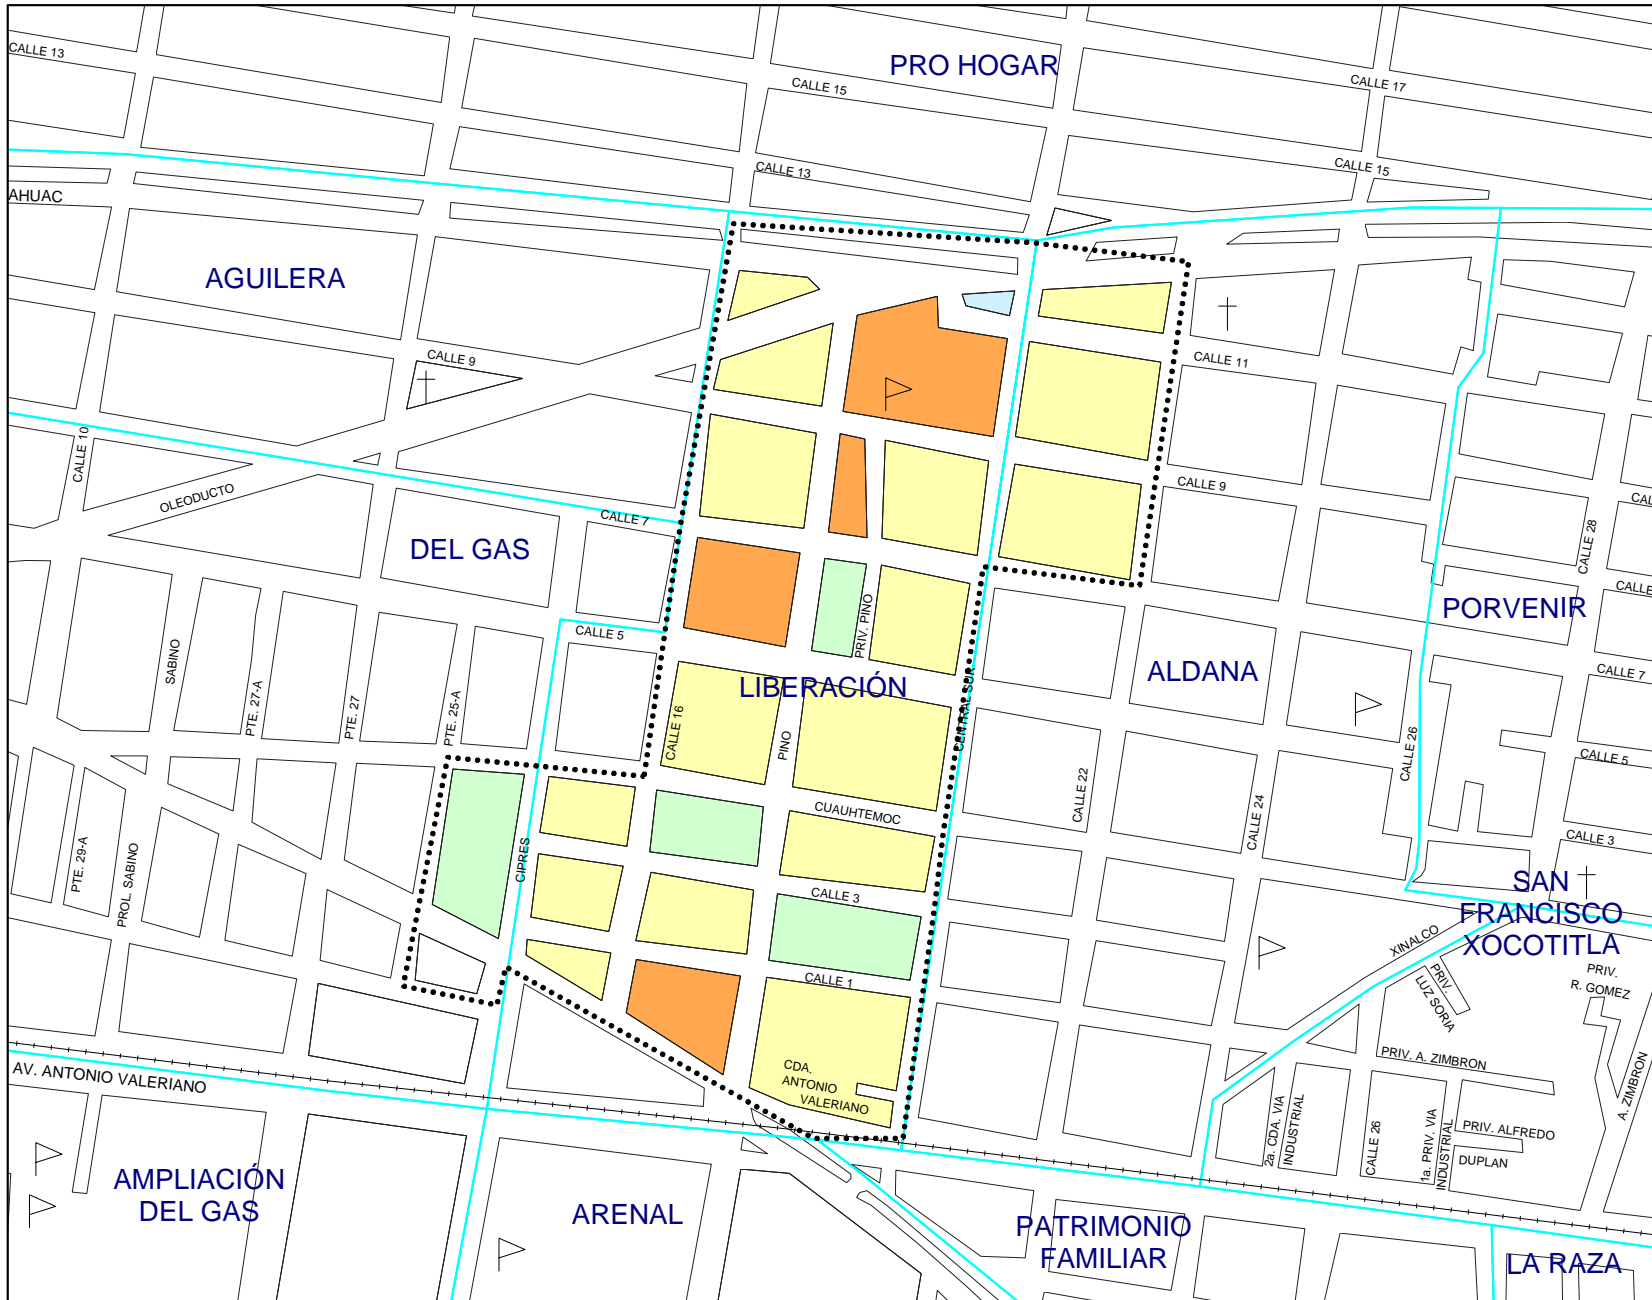 CALLE 13
PRO HOGAR
CALLE 15
CALLE 17
CALLE 13
CALLE 15
AHUAC
AGUILERA
CALLE 9
CALLE 11
CALLE 10
OLEODUCTO
CALLE 7
CALLE 9
CAL
CALLE 28
DEL GAS
CALLE
PORVENIR
PRIV. PINO
CALLE 5
SABINO
PTE. 27-A
PTE. 27
PTE. 25-A
LIBERACIÓN
ALDANA
CALLE 7
CENTRAL SUR
CALLE 16
PINO
CALLE 26
CALLE 5
CALLE 22
CUAUHTEMOC
CALLE 24
CALLE 3
PTE. 29-A
PROL. SABINO
CIPRES
CALLE 3
SAN
FRANCISCO
XOCOTITLA
XINALCO
CALLE 1
PRIV.
LUZ SORIA
PRIV.
R. GOMEZ
AV. ANTONIO VALERIANO
CDA.
ANTONIO
VALERIANO
PRIV. A. ZIMBRON
A. ZIMBRON
2a. CDA. VIA
INDUSTRIAL
CALLE 26
1a. PRIV. VIA
INDUSTRIAL
PRIV. ALFREDO
DUPLAN
AMPLIACIÓN
DEL GAS
ARENAL
PATRIMONIO
FAMILIAR
LA RAZA